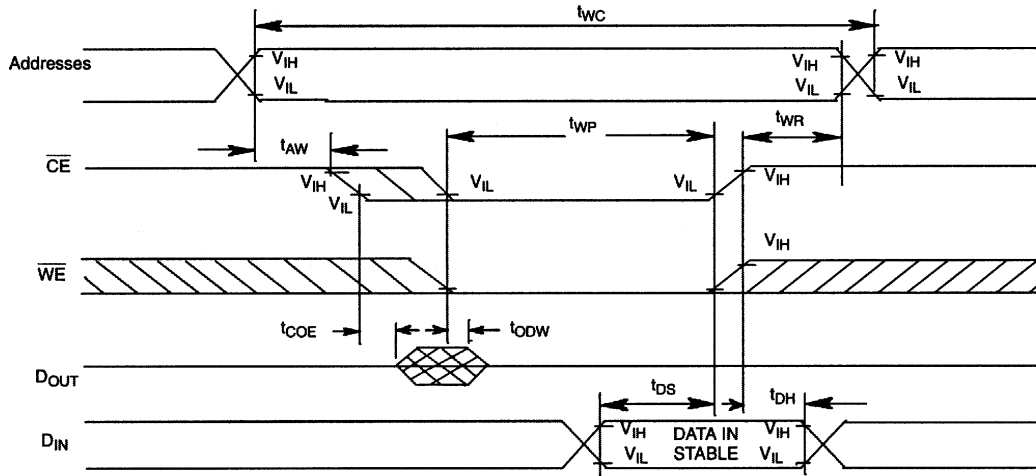 tWC
Addresses VIH VIH VIH
VIL VIL VIL
tWP tWR
tAW
CE VIH VIL VIL VIH
VIL
WE VIH
tCOE tODW
DOUT
tDS tDH
DIN VIH DATA IN VIH
VIL STABLE VIL